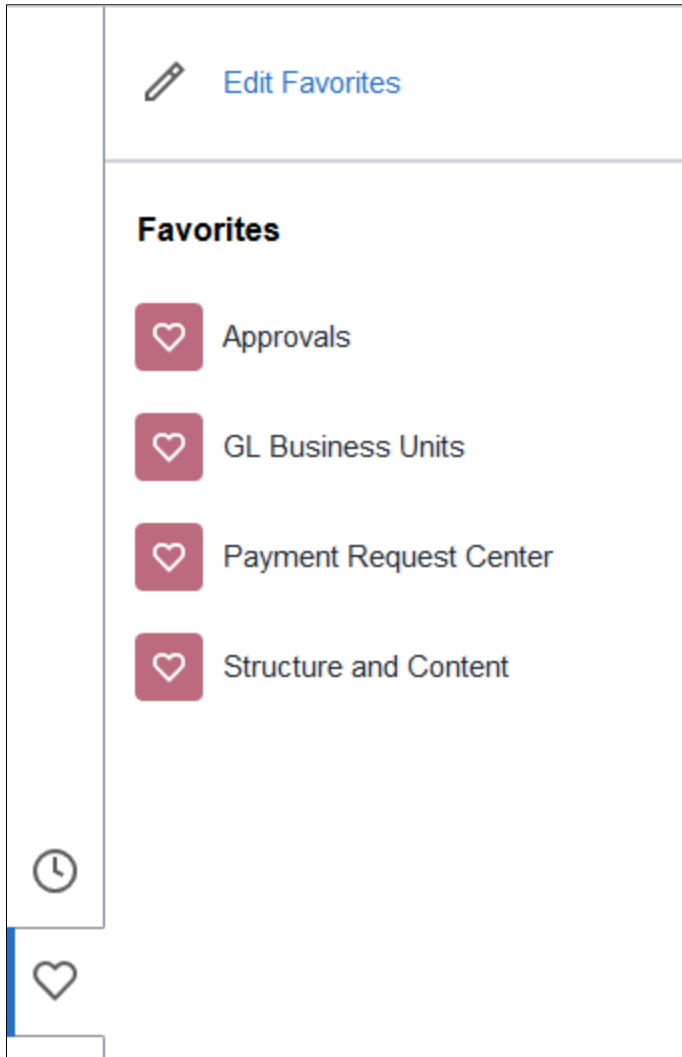 Edit Favorites
Favorites
Approvals
GL Business Units
Payment Request Center
Structure and Content